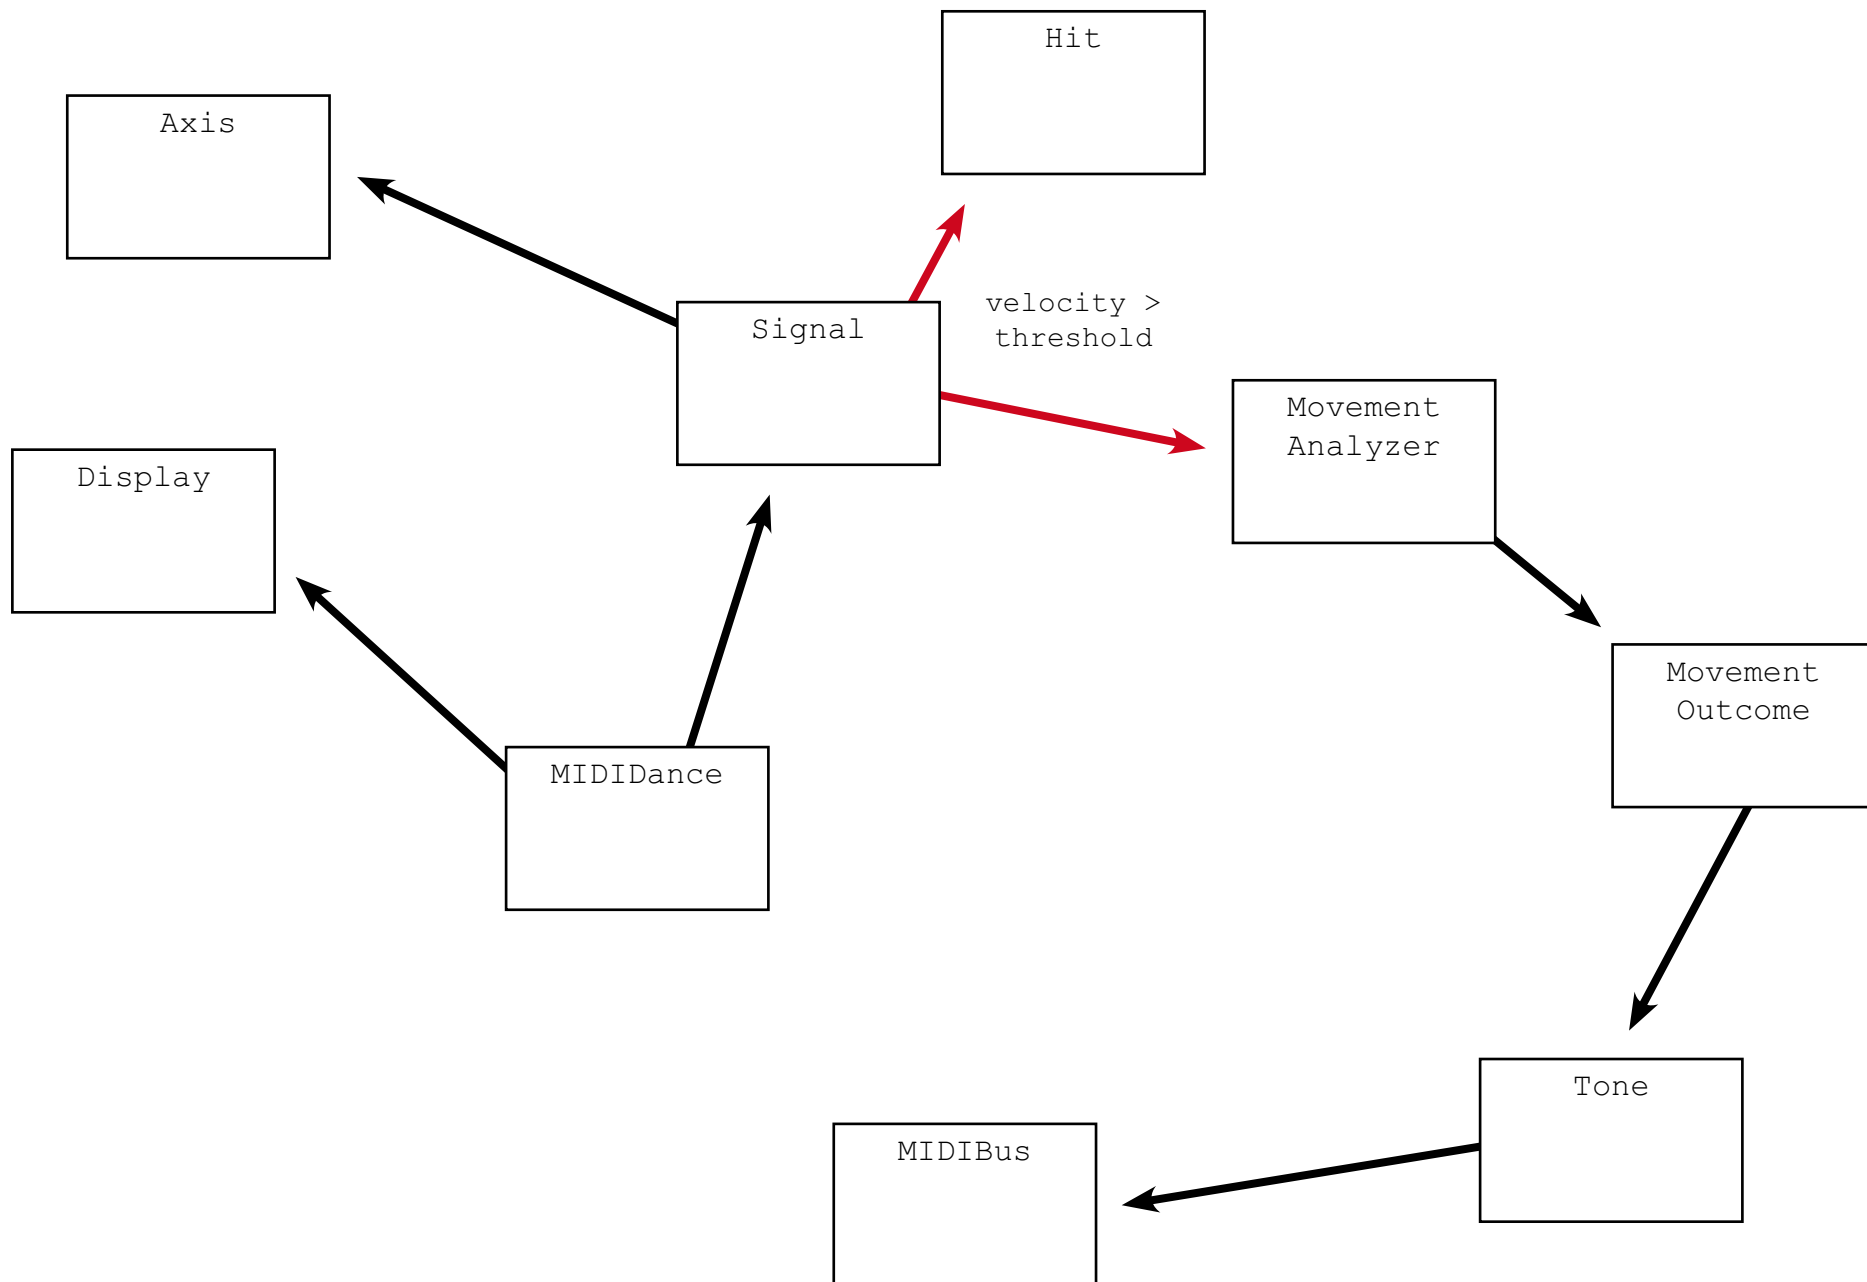 Hit
Axis
velocity >
threshold
Signal
Movement
Analyzer
Display
Movement
Outcome
MIDIDance
Tone
MIDIBus